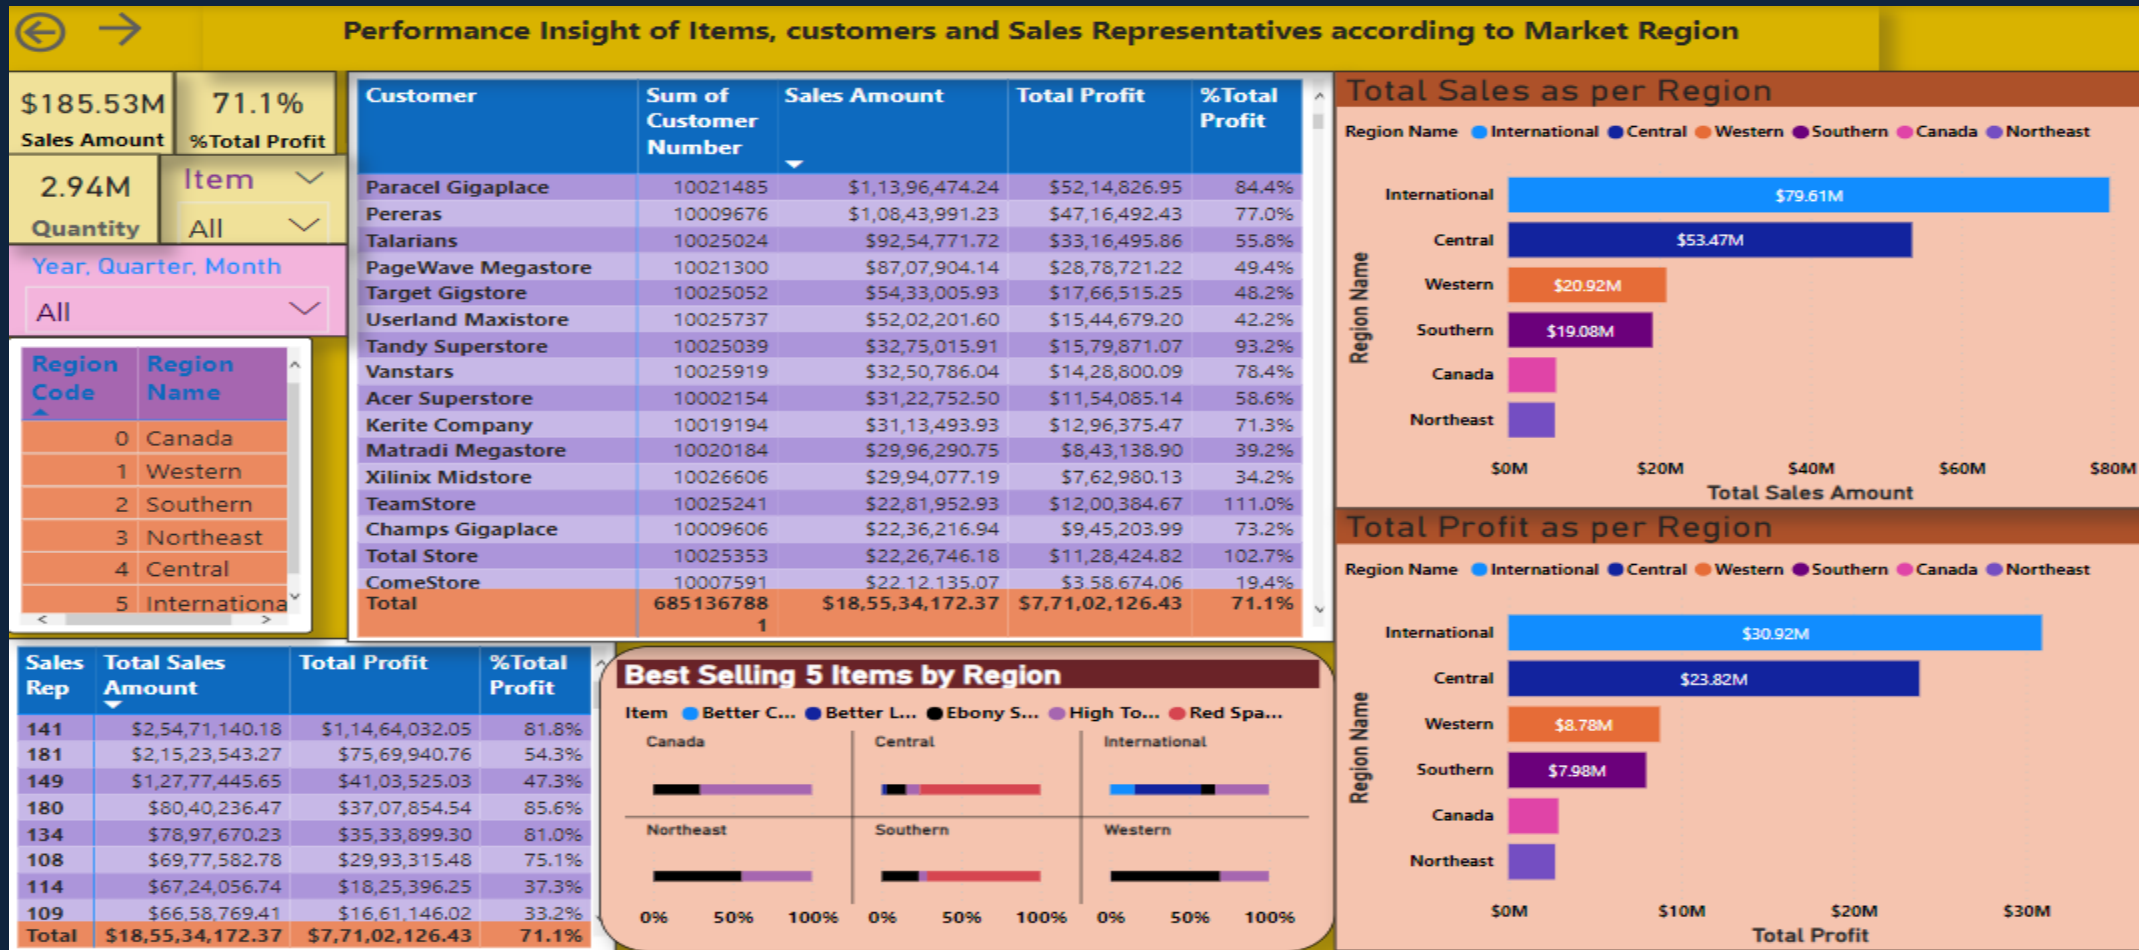 Performance Insight of Items, customers and Sales Representatives according to Market Region
$185.53M
Sales Amount
71.1%
%Total Profit
2.94M
Quantity
Item
All
Year, Quarter, Month
All
Region Code Region Name
0 Canada
1 Western
2 Southern
3 Northeast
4 Central
5 Internationa
Customer Sum of Customer Number Sales Amount Total Profit %Total Profit
Paracel Gigaplace 10021485 $1,13,96,474.24 $52,14,826.95 84.4%
Pereras 10009676 $1,08,43,991.23 $47,16,492.43 77.0%
Talarians 10025024 $92,54,771.72 $33,16,495.86 55.8%
PageWave Megastore 10021300 $87,07,904.14 $28,78,721.22 49.4%
Target Gigstore 10025052 $54,33,005.93 $17,66,515.25 48.2%
Userland Maxistore 10025737 $52,02,201.60 $15,44,679.20 42.2%
Tandy Superstore 10025039 $32,75,015.91 $15,79,871.07 93.2%
Vanstars 10025919 $32,50,786.04 $14,28,800.09 78.4%
Acer Superstore 10002154 $31,22,752.50 $11,54,085.14 58.6%
Kerite Company 10019194 $31,13,493.93 $12,96,375.47 71.3%
Matradi Megastore 10020184 $29,96,290.75 $8,43,138.90 39.2%
Xilinix Midstore 10026606 $29,94,077.19 $7,62,980.13 34.2%
TeamStore 10025241 $22,81,952.93 $12,00,384.67 111.0%
Champs Gigaplace 10009606 $22,36,216.94 $9,45,203.99 73.2%
Total Store 10025353 $22,26,746.18 $11,28,424.82 102.7%
ComeStore 10007591 $22,12,135.07 $3,58,674.06 19.4%
Total 6851367881 $18,55,34,172.37 $7,71,02,126.43 71.1%
Total Sales as per Region
Region Name International Central Western Southern Canada Northeast
International $79.61M
Central $53.47M
Western $20.92M
Southern $19.08M
Canada
Northeast
Region Name
$0M $20M $40M $60M $80M
Total Sales Amount
Total Profit as per Region
Region Name International Central Western Southern Canada Northeast
International $30.92M
Central $23.82M
Western $8.78M
Southern $7.98M
Canada
Northeast
Region Name
$0M $10M $20M $30M
Total Profit
Sales Rep Total Sales Amount Total Profit %Total Profit
141 $2,54,71,140.18 $1,14,64,032.05 81.8%
181 $2,15,23,543.27 $75,69,940.76 54.3%
149 $1,27,77,445.65 $41,03,525.03 47.3%
180 $80,40,236.47 $37,07,854.54 85.6%
134 $78,97,670.23 $35,33,899.30 81.0%
108 $69,77,582.78 $29,93,315.48 75.1%
114 $67,24,056.74 $18,25,396.25 37.3%
109 $66,58,769.41 $16,61,146.02 33.2%
Total $18,55,34,172.37 $7,71,02,126.43 71.1%
Best Selling 5 Items by Region
Item Better C... Better L... Ebony S... High To... Red Spa...
Canada Central International
Northeast Southern Western
0% 50% 100% 0% 50% 100% 0% 50% 100%